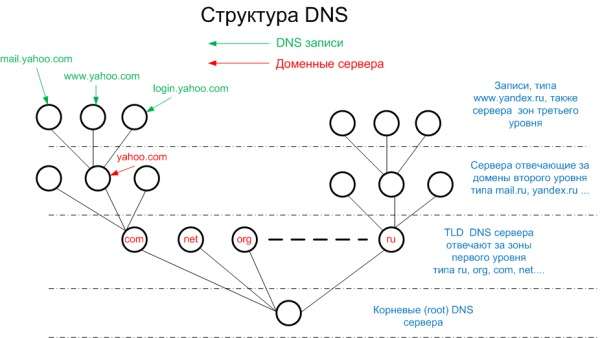 Структура DNS
DNS записи
Доменные сервера
mail.yahoo.com
www.yahoo.com
login.yahoo.com
Записи, типа
www.yandex.ru, также
сервера зон третьего
уровня
yahoo.com
Сервера отвечающие за
домены второго уровня
типа mail.ru, yandex.ru ...
com
net
org
ru
TLD DNS сервера
отвечают за зоны
первого уровня
типа ru, org, com, net....
Корневые (root) DNS
сервера